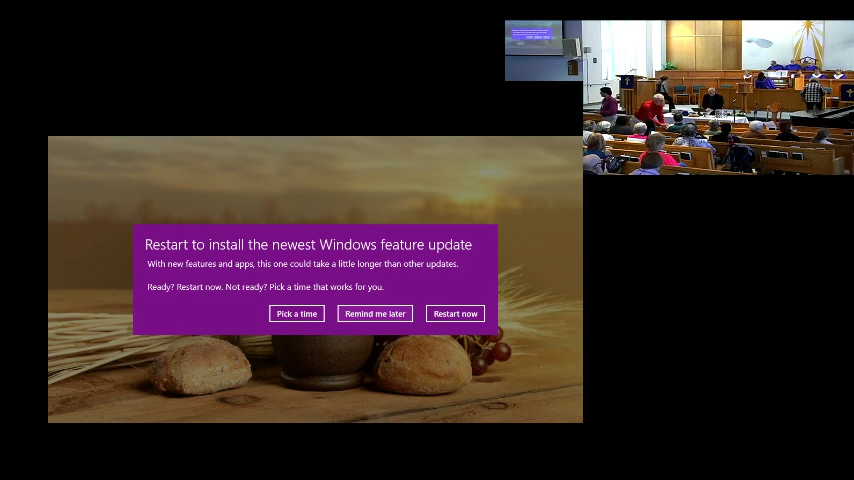 Restart to install the newest Windows feature update
With new features and apps, this one could take a little longer than other updates.
Ready? Restart now. Not ready? Pick a time that works for you.
Pick a time
Remind me later
Restart now